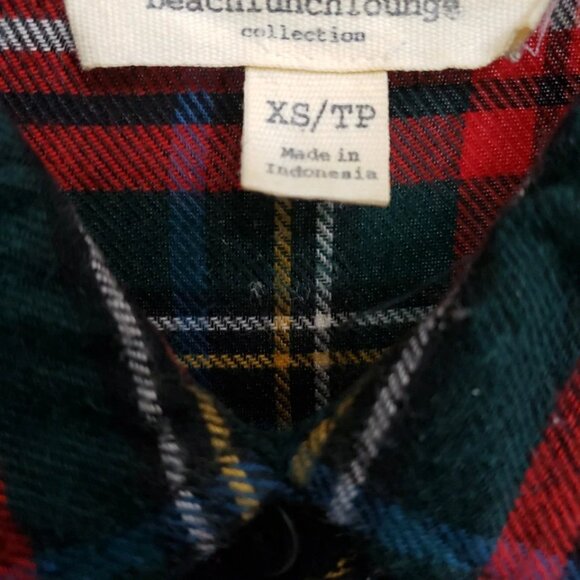 beachlunchlounge
collection
XS/TP
Made in
Indonesia